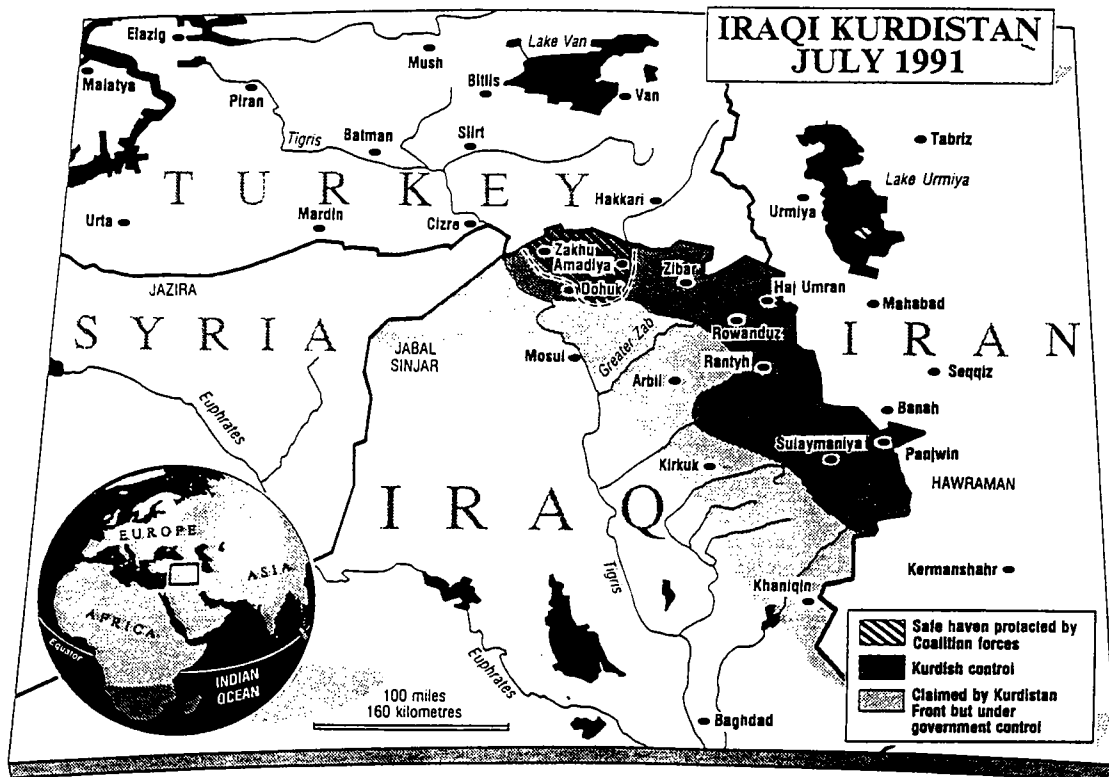 IRAQI KURDISTAN
JULY 1991
Elazig
Malatya
Piran
Mush
Lake Van
Bitlis
Van
Tigris
Batman
Siirt
Tabriz
Lake Urmiya
TURKEY
Hakkari
Urmiya
Urta
Mardin
Cizre
Zakhu
Amadiya
Zibar
Dohuk
Haj Umran
Mahabad
JAZIRA
SYRIA
JABAL
SINJAR
Mosul
Greater Zab
Rowanduz
Rantyh
Arbil
IRAN
Seqqiz
Banah
Euphrates
Sulaymaniya
Panjwin
Kirkuk
HAWRAMAN
IRAQ
Tigris
Khaniqin
Kermanshahr
EUROPE
ASIA
AFRICA
Equator
INDIAN
OCEAN
Euphrates
100 miles
160 kilometres
Baghdad
Safe haven protected by
Coalition forces
Kurdish control
Claimed by Kurdistan
Front but under
government control